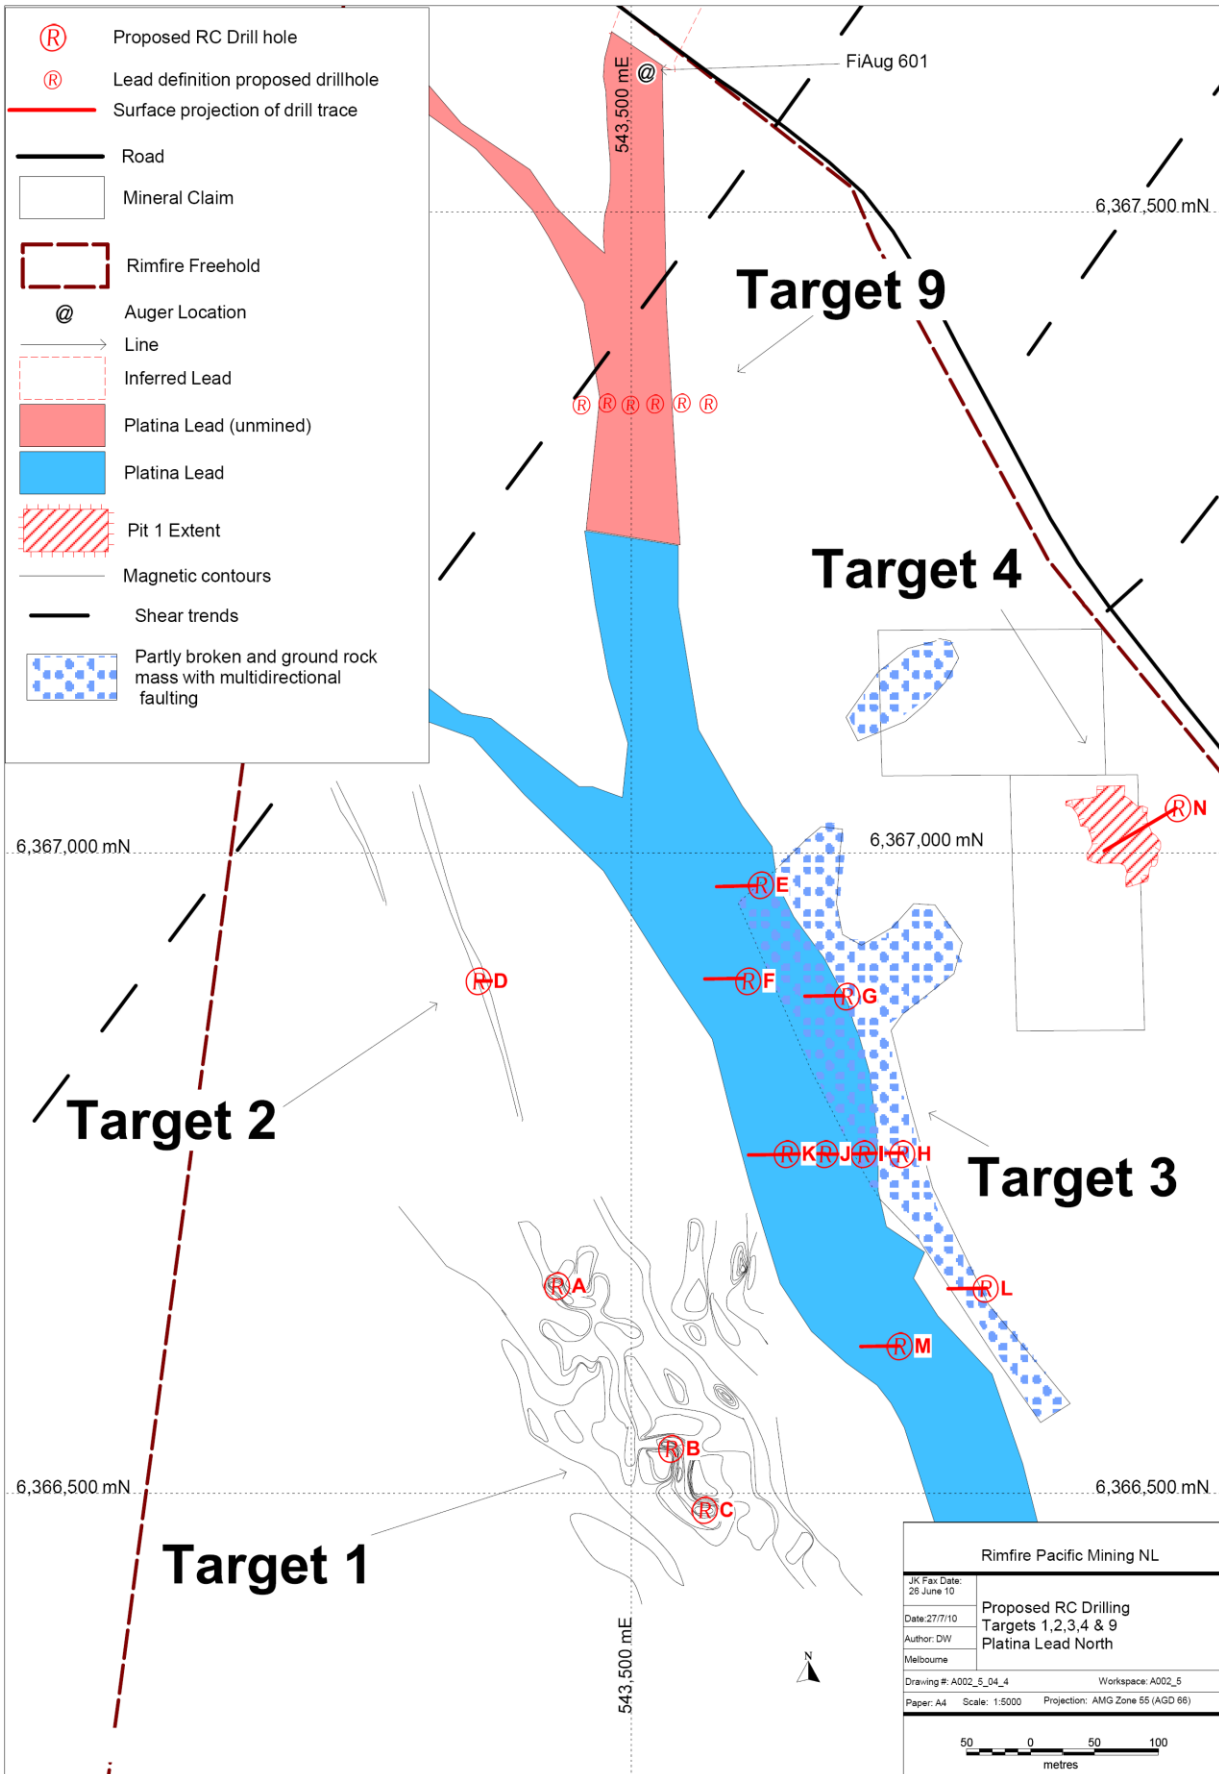 Ⓡ Proposed RC Drill hole
Ⓡ Lead definition proposed drillhole
Surface projection of drill trace
Road
Mineral Claim
Rimfire Freehold
@ Auger Location
Line
Inferred Lead
Platina Lead (unmined)
Platina Lead
Pit 1 Extent
Magnetic contours
Shear trends
Partly broken and ground rock
mass with multidirectional
faulting
543,500 mE
@
FiAug 601
6,367,500 mN
Target 9
Ⓡ Ⓡ Ⓡ Ⓡ Ⓡ Ⓡ
Target 4
Ⓡ N
6,367,000 mN
6,367,000 mN
Ⓡ E
Ⓡ D
Ⓡ F
Ⓡ G
Target 2
Ⓡ K Ⓡ J Ⓡ I Ⓡ H
Target 3
Ⓡ A
Ⓡ L
Ⓡ M
Ⓡ B
6,366,500 mN
6,366,500 mN
Ⓡ C
Target 1
543,500 mE
N
Rimfire Pacific Mining NL
JK Fax Date:
26 June 10
Date:27/7/10
Author: DW
Melbourne
Proposed RC Drilling
Targets 1,2,3,4 & 9
Platina Lead North
Drawing #: A002_5_04_4 Workspace: A002_5
Paper: A4 Scale: 1:5000 Projection: AMG Zone 55 (AGD 66)
50 0 50 100
metres